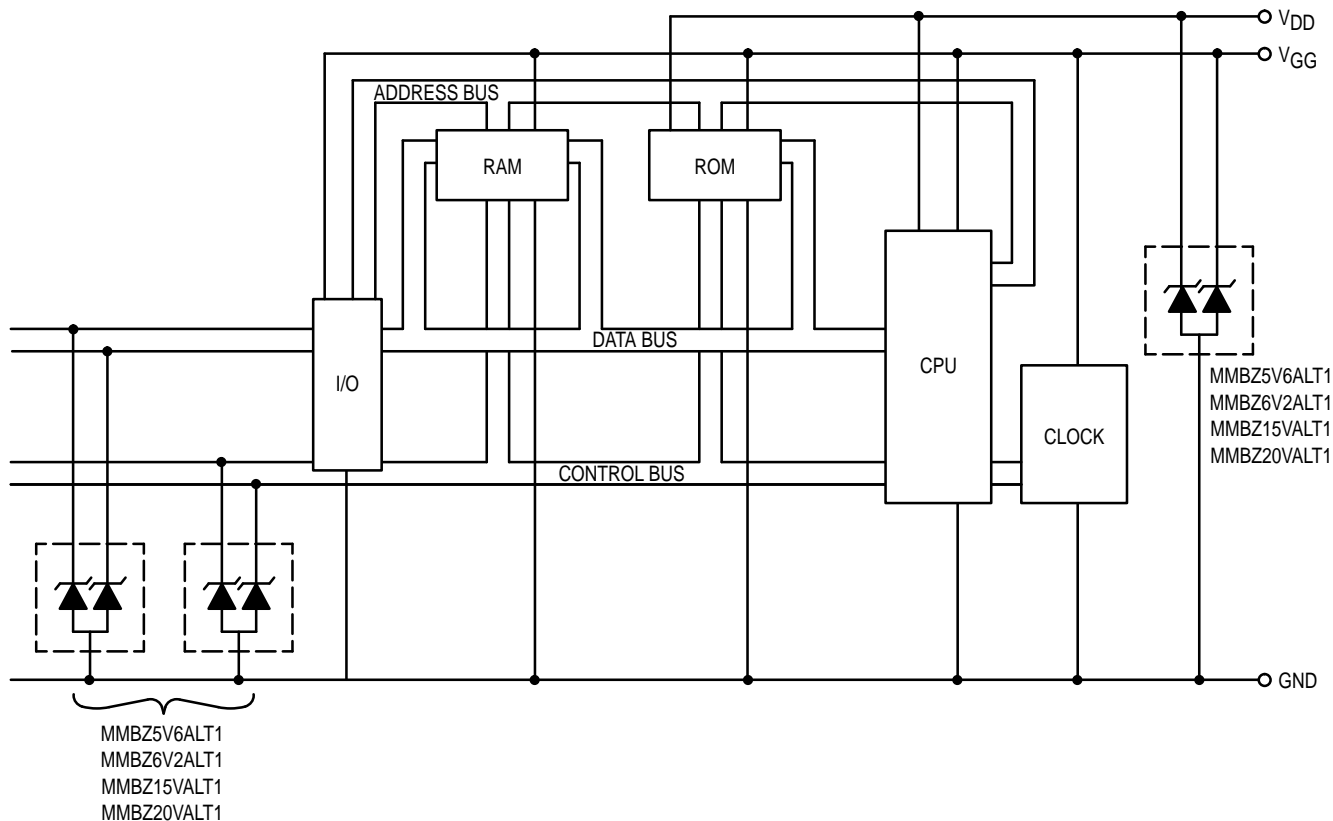 VDD
VGG
ADDRESS BUS
RAM
ROM
DATA BUS
I/O
CPU
CLOCK
MMBZ5V6ALT1
MMBZ6V2ALT1
MMBZ15VALT1
MMBZ20VALT1
CONTROL BUS
GND
MMBZ5V6ALT1
MMBZ6V2ALT1
MMBZ15VALT1
MMBZ20VALT1